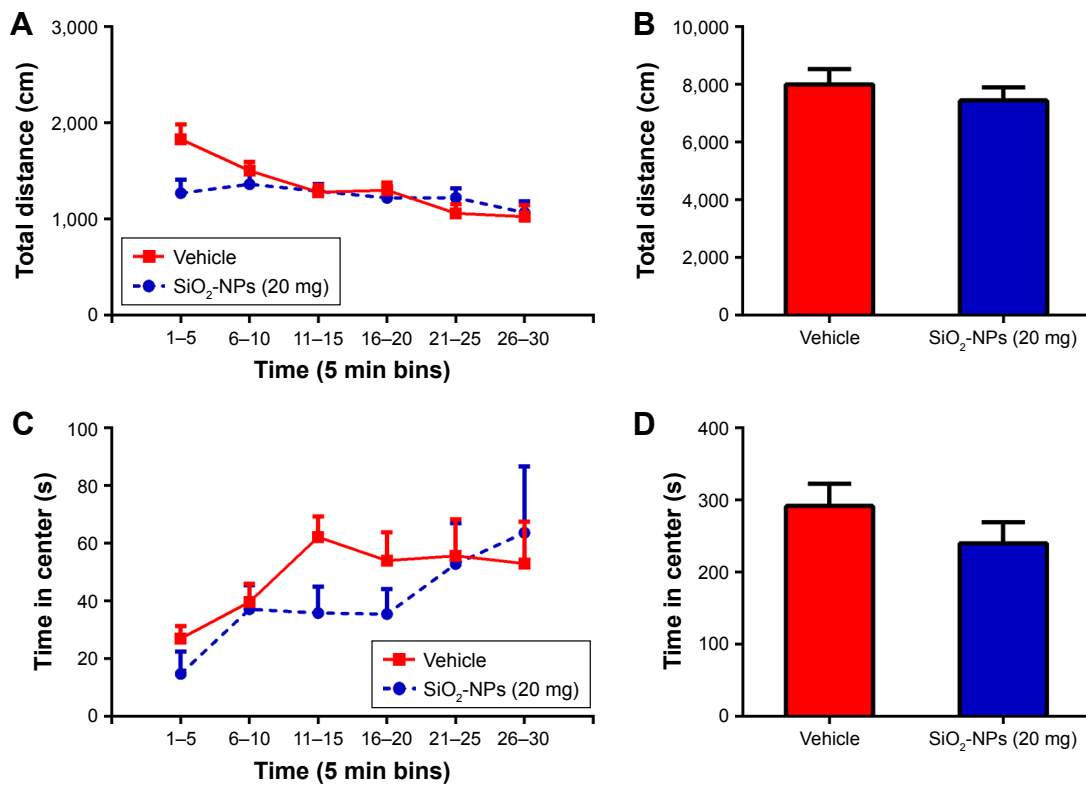 A
Total distance (cm)
3,000
2,000
1,000
0
Vehicle
SiO₂-NPs (20 mg)
1–5 6–10 11–15 16–20 21–25 26–30
Time (5 min bins)
B
Total distance (cm)
10,000
8,000
6,000
4,000
2,000
0
Vehicle SiO₂-NPs (20 mg)
C
Time in center (s)
100
80
60
40
20
0
Vehicle
SiO₂-NPs (20 mg)
1–5 6–10 11–15 16–20 21–25 26–30
Time (5 min bins)
D
Time in center (s)
400
300
200
100
0
Vehicle SiO₂-NPs (20 mg)